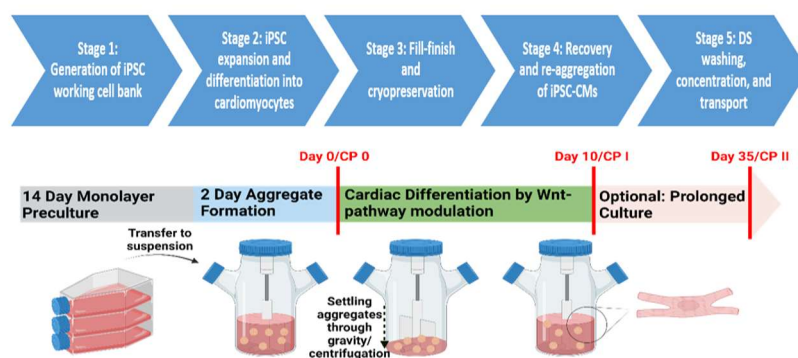 Stage 1:
Generation of iPSC
working cell bank
Stage 2: iPSC
expansion and
differentiation into
cardiomyocytes
Stage 3: Fill-finish
and
cryopreservation
Stage 4: Recovery
and re-aggregation
of iPSC-CMs
Stage 5: DS
washing,
concentration, and
transport
Day 0/CP 0
Day 10/CP I
Day 35/CP II
14 Day Monolayer
Preculture
2 Day Aggregate
Formation
Cardiac Differentiation by Wnt-
pathway modulation
Optional: Prolonged
Culture
Transfer to
suspension
Settling
aggregates
through
gravity/
centrifugation